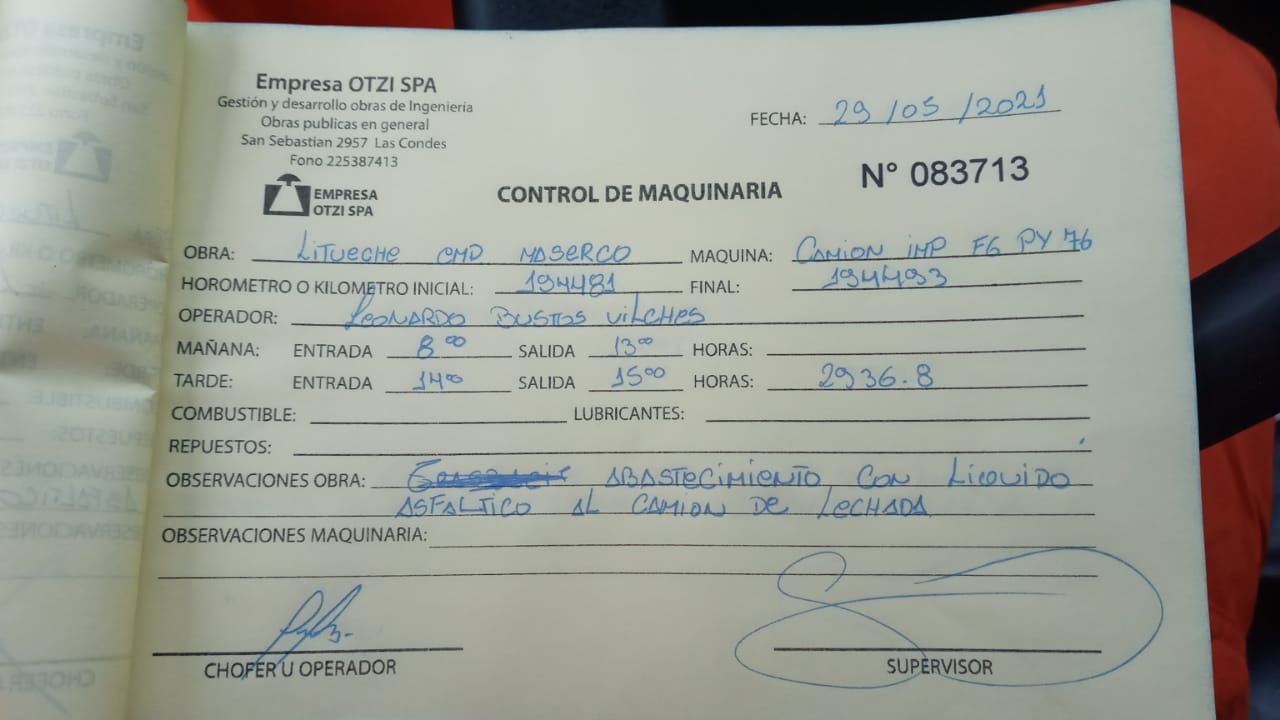 Empresa OTZI SPA
Gestión y desarrollo obras de Ingeniería
Obras publicas en general
San Sebastian 2957 Las Condes
Fono 225387413
EMPRESA
OTZI SPA
FECHA: 29/05/2021
CONTROL DE MAQUINARIA
N° 083713
OBRA: Litueche CMD MASERCO MAQUINA: CAMION IMP FG PY 76
HOROMETRO O KILOMETRO INICIAL: 194481 FINAL: 194493
OPERADOR: LEONARDO BUSTOS VILCHES
MAÑANA: ENTRADA 8:00 SALIDA 13:00 HORAS:
TARDE: ENTRADA 14:00 SALIDA 15:00 HORAS: 2936.8
COMBUSTIBLE: LUBRICANTES:
REPUESTOS:
OBSERVACIONES OBRA: ABASTECIMIENTO CON LIQUIDO
ASFALTICO AL CAMION DE LECHADA
OBSERVACIONES MAQUINARIA:
CHOFER U OPERADOR
SUPERVISOR